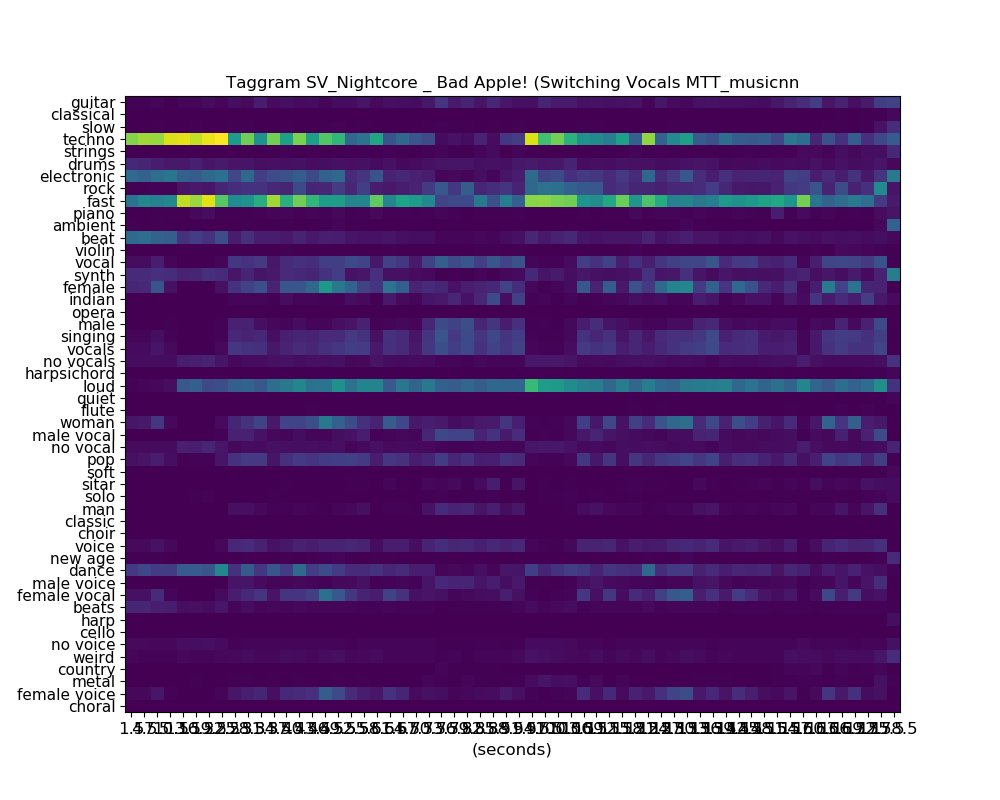 Taggram SV_Nightcore _ Bad Apple! (Switching Vocals MTT_musicnn
guitar
classical
slow
techno
strings
drums
electronic
rock
fast
piano
ambient
beat
violin
vocal
synth
female
indian
opera
male
singing
vocals
no vocals
harpsichord
loud
quiet
flute
woman
male vocal
no vocal
pop
soft
sitar
solo
man
classic
choir
voice
new age
dance
male voice
female vocal
beats
harp
cello
no voice
weird
country
metal
female voice
choral
(seconds)